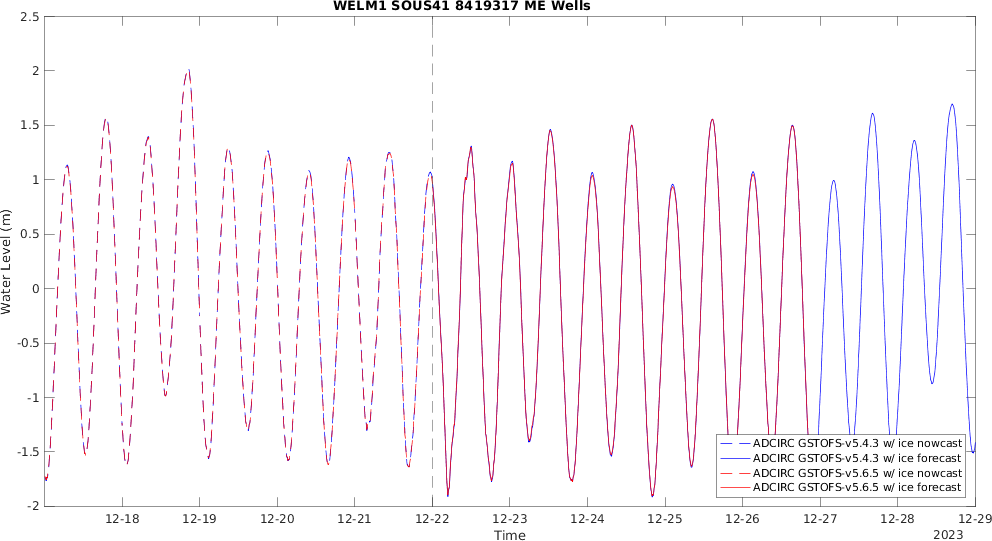 WELM1 SOUS41 8419317 ME Wells
2.5
2
1.5
1
0.5
0
-0.5
-1
-1.5
-2
Water Level (m)
ADCIRC GSTOFS-v5.4.3 w/ ice nowcast
ADCIRC GSTOFS-v5.4.3 w/ ice forecast
ADCIRC GSTOFS-v5.6.5 w/ ice nowcast
ADCIRC GSTOFS-v5.6.5 w/ ice forecast
12-18 12-19 12-20 12-21 12-22 12-23 12-24 12-25 12-26 12-27 12-28 12-29
Time
2023